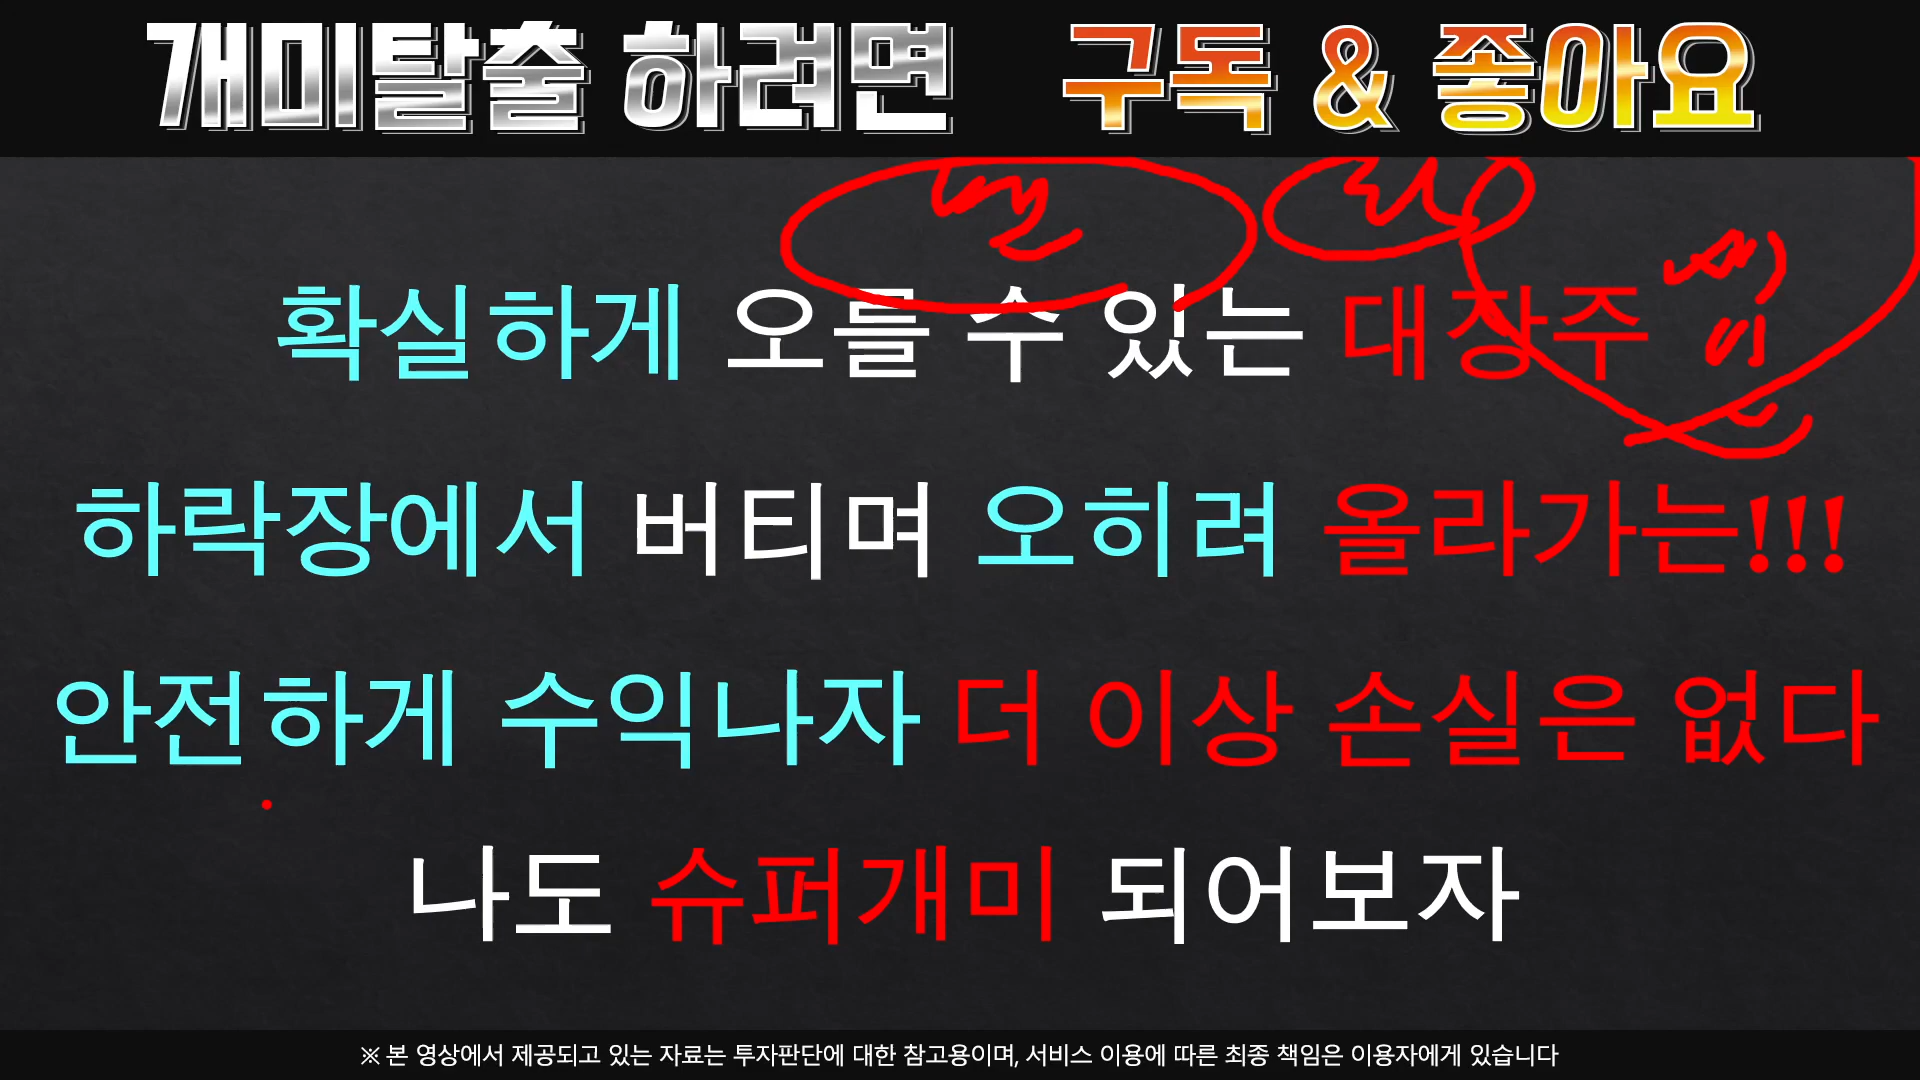 개미탈출 하려면 구독 & 좋아요
확실하게 오를 수 있는 대장주
하락장에서 버티며 오히려 올라가는!!!
안전하게 수익나자 더 이상 손실은 없다
나도 슈퍼개미 되어보자
※ 본 영상에서 제공되고 있는 자료는 투자판단에 대한 참고용이며, 서비스 이용에 따른 최종 책임은 이용자에게 있습니다